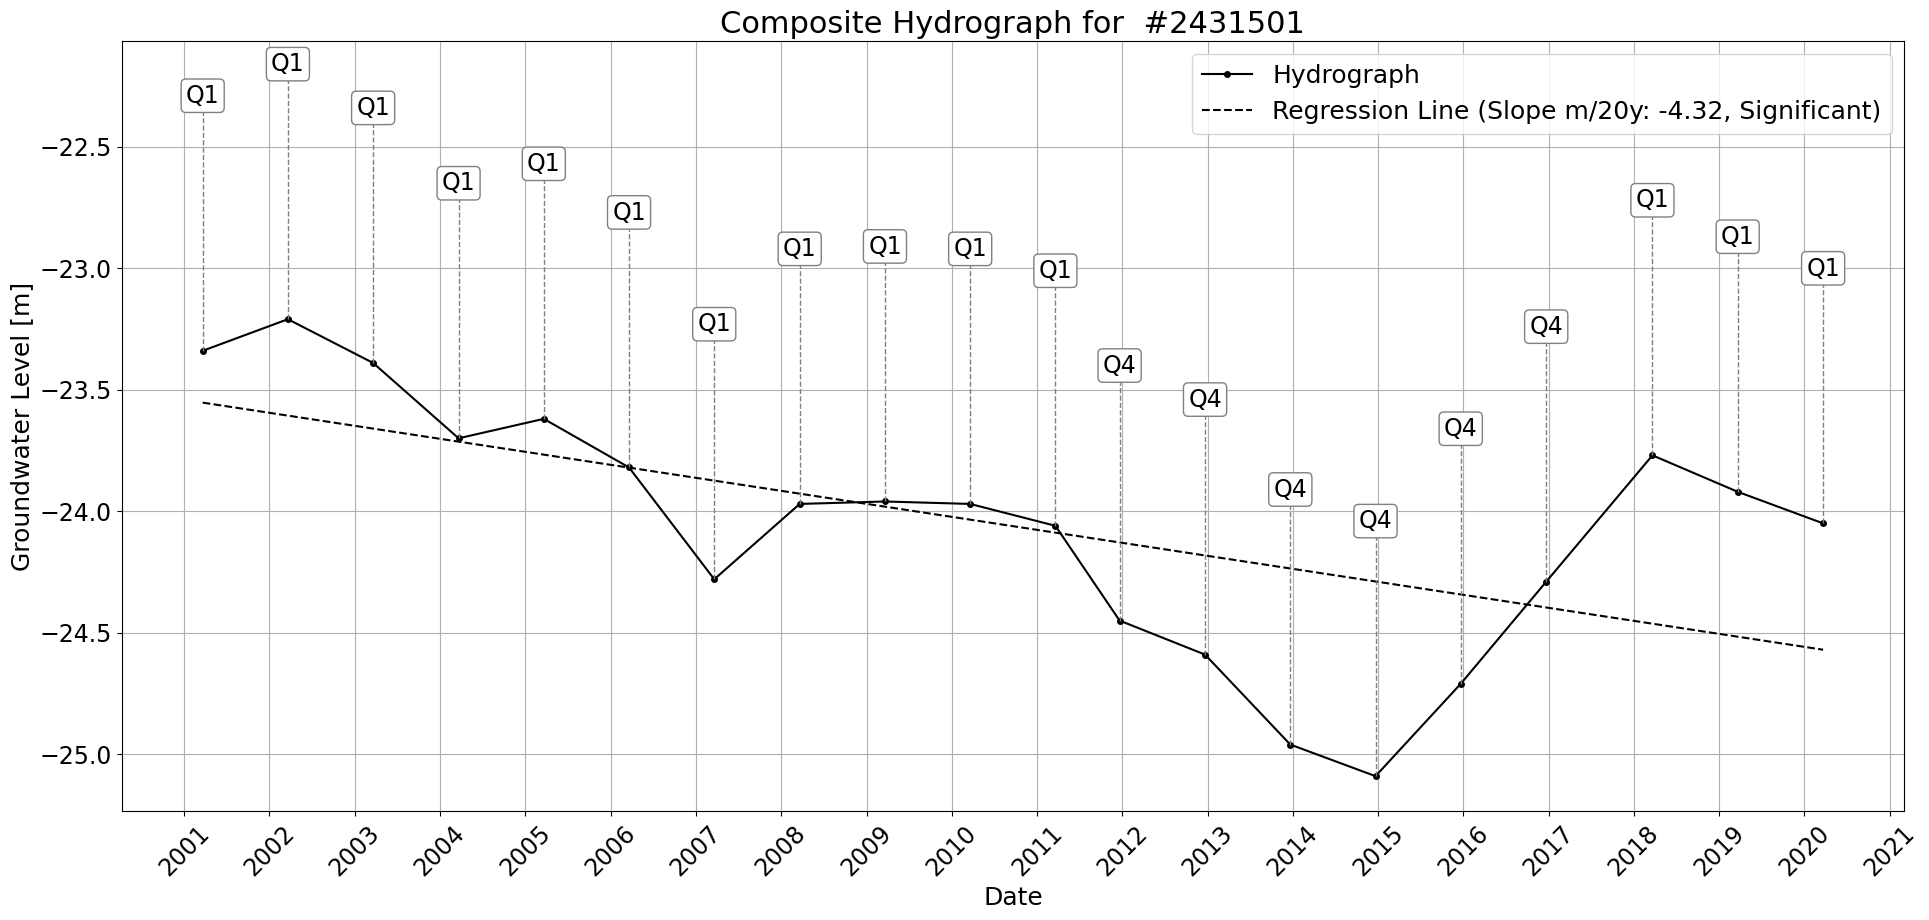 Composite Hydrograph for  #2431501
Hydrograph
Regression Line (Slope m/20y: -4.32, Significant)
Q1
Q1
Q1
Q1
Q1
Q1
Q1
Q1
Q1
Q1
Q1
Q4
Q4
Q4
Q4
Q4
Q4
Q1
Q1
Q1
Groundwater Level [m]
−22.5
−23.0
−23.5
−24.0
−24.5
−25.0
2001
2002
2003
2004
2005
2006
2007
2008
2009
2010
2011
2012
2013
2014
2015
2016
2017
2018
2019
2020
2021
Date